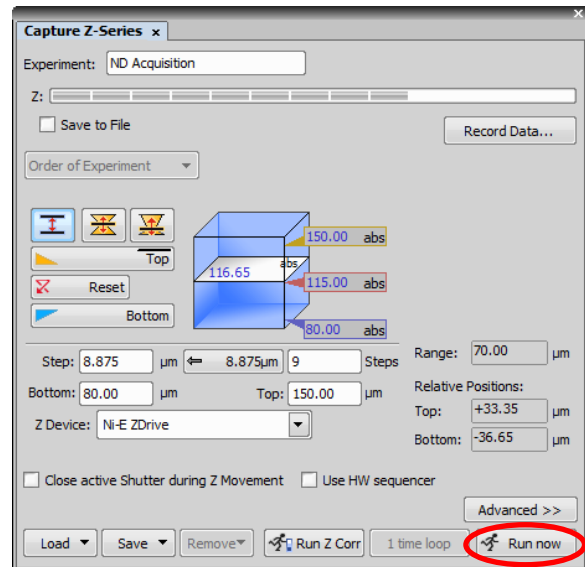 Capture Z-Series x
Experiment: ND Acquisition
Z:
Save to File
Record Data...
Order of Experiment
150.00 abs
Top
116.65 abs
115.00 abs
Reset
Bottom
80.00 abs
Step: 8.875 µm 8.875µm 9 Steps Range: 70.00 µm
Bottom: 80.00 µm Top: 150.00 µm Relative Positions:
Top: +33.35 µm
Z Device: Ni-E ZDrive
Bottom: -36.65 µm
Close active Shutter during Z Movement Use HW sequencer
Advanced >>
Load Save Remove Run Z Corr 1 time loop Run now